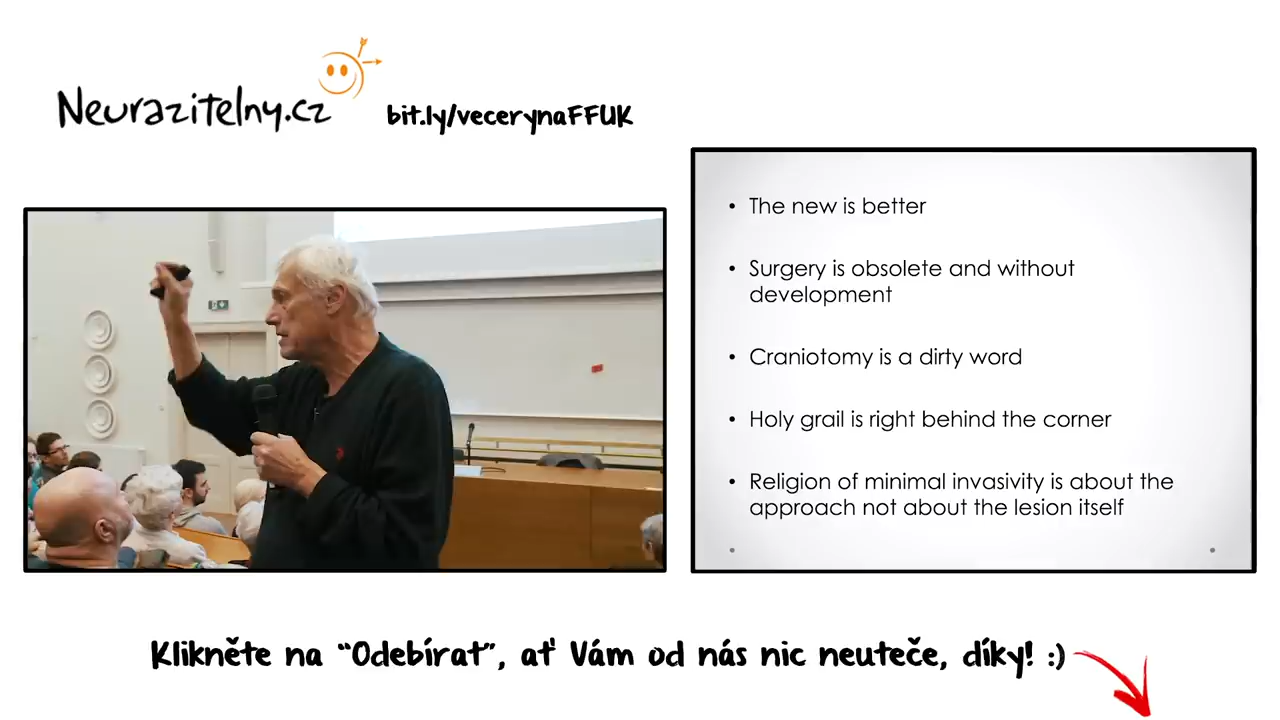 Neurazitelny.cz
bit.ly/vecerynaFFUK
• The new is better
• Surgery is obsolete and without
development
• Craniotomy is a dirty word
• Holy grail is right behind the corner
• Religion of minimal invasivity is about the
approach not about the lesion itself
Klikněte na “Odebírat”, ať Vám od nás nic neuteče, díky! :)